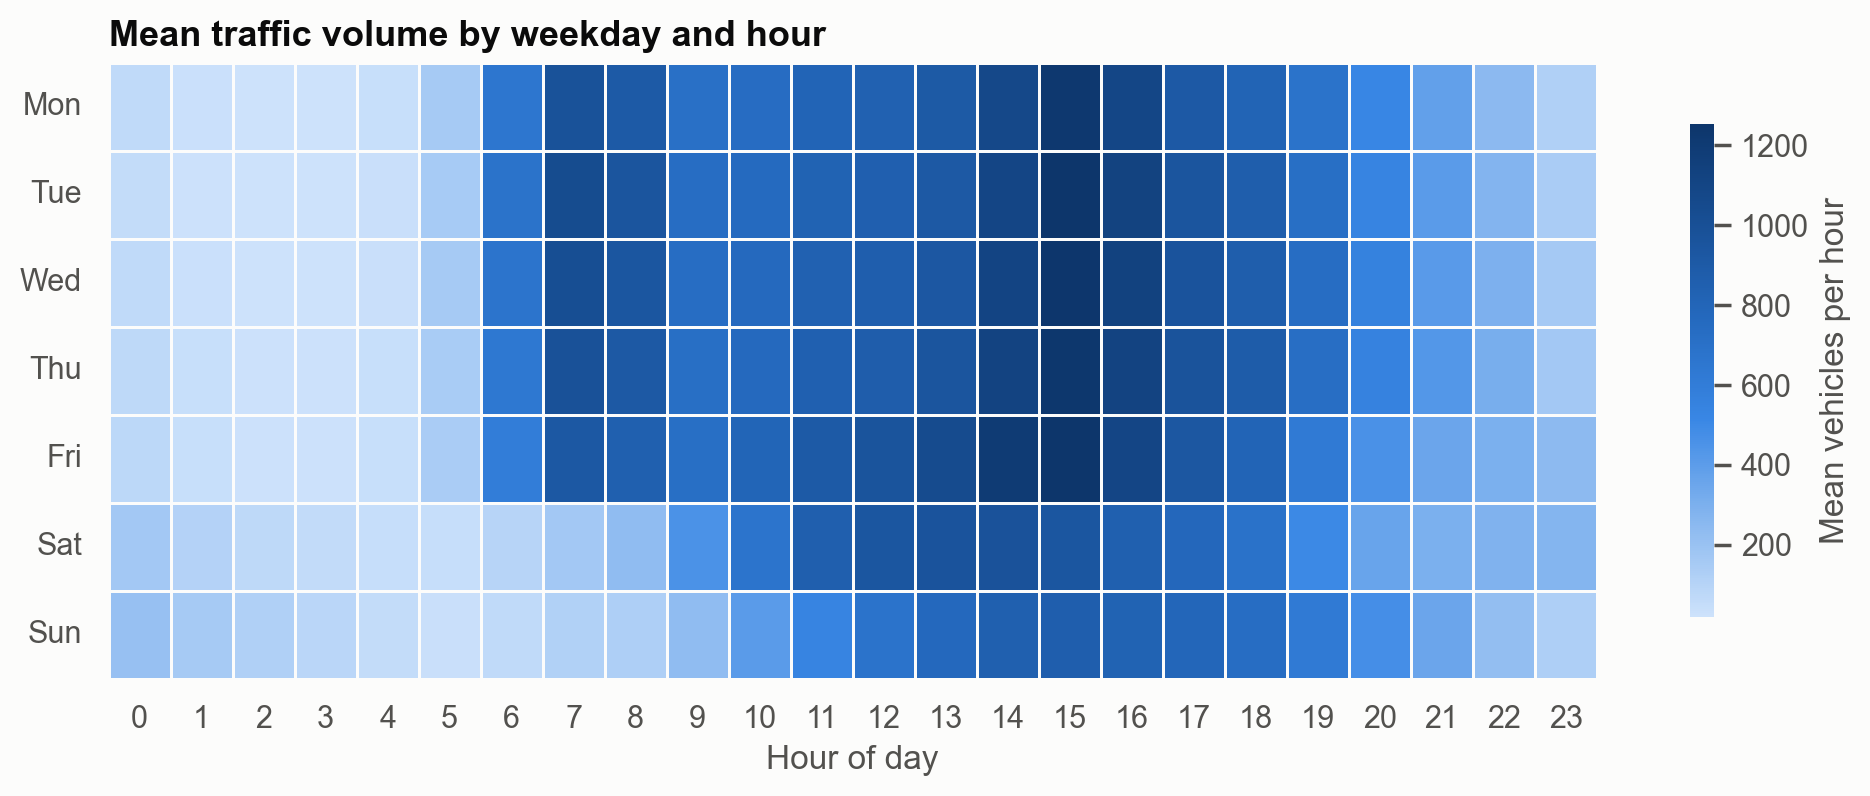 Mean traffic volume by weekday and hour
Mon
Tue
Wed
Thu
Fri
Sat
Sun
0 1 2 3 4 5 6 7 8 9 10 11 12 13 14 15 16 17 18 19 20 21 22 23
Hour of day
1200
1000
800
600
400
200
Mean vehicles per hour